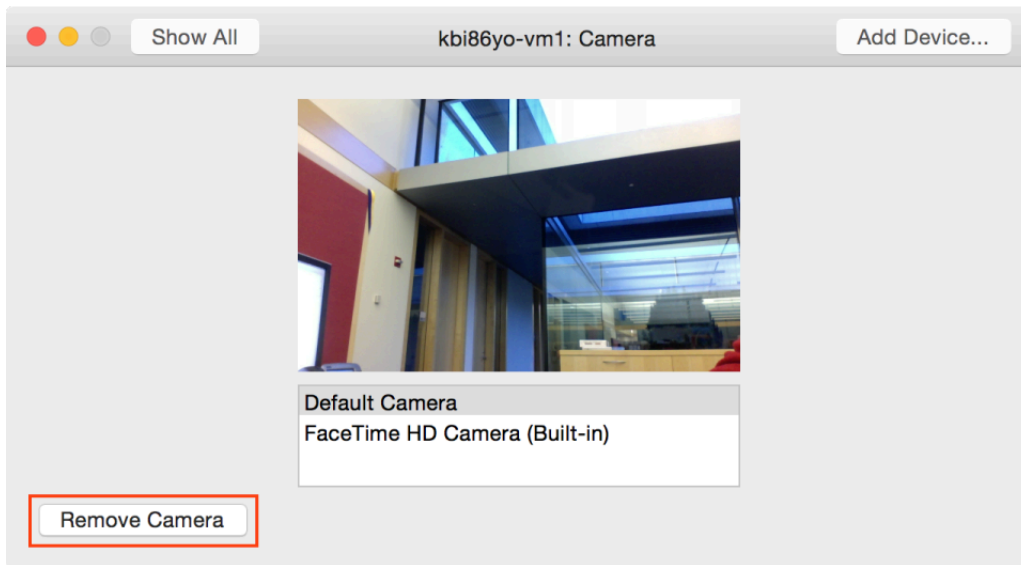 Show All
kbi86yo-vm1: Camera
Add Device...
Default Camera
FaceTime HD Camera (Built-in)
Remove Camera